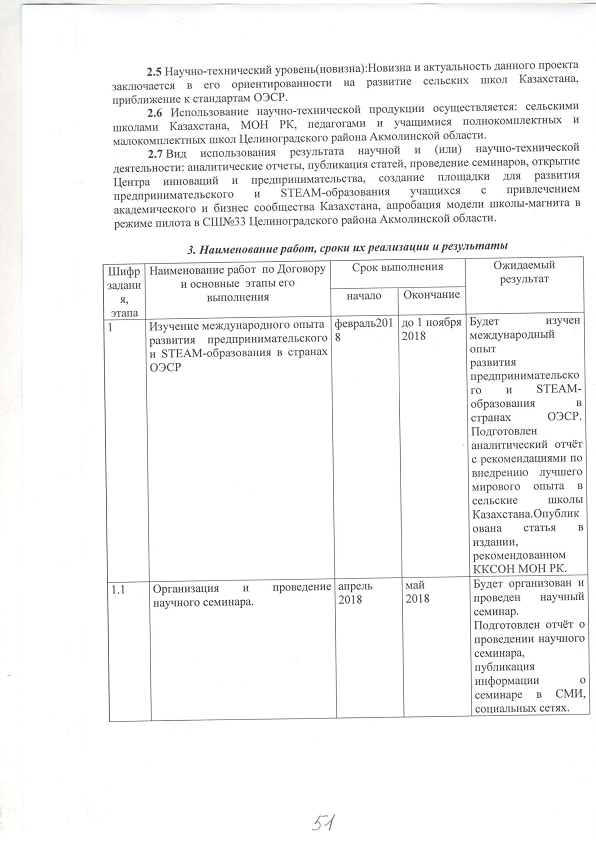 2.5 Научно-технический уровень(новизна):Новизна и актуальность данного проекта
заключается в его ориентированности на развитие сельских школ Казахстана,
приближение к стандартам ОЭСР.
2.6 Использование научно-технической продукции осуществляется: сельскими
школами Казахстана, МОН РК, педагогами и учащимися полнокомплектных и
малокомплектных школ Целиноградского района Акмолинской области.
2.7 Вид использования результата научной и (или) научно-технической
деятельности: аналитические отчеты, публикация статей, проведение семинаров, открытие
Центра инноваций и предпринимательства, создание площадки для развития
предпринимательского и STEAM-образования учащихся с привлечением
академического и бизнес сообщества Казахстана, апробация модели школы-магнита в
режиме пилота в СШ№33 Целиноградского района Акмолинской области.
3. Наименование работ, сроки их реализации и результаты
Шифр
задани
я,
этапа
Наименование работ по Договору
и основные этапы его
выполнения
Срок выполнения
начало
Окончание
Ожидаемый
результат
1
Изучение международного опыта
развития предпринимательского
и STEAM-образования в странах
ОЭСР
февраль201
8
до 1 ноября
2018
Будет изучен
международный
опыт
развития
предпринимательско
го и STEAM-
образования в
странах ОЭСР.
Подготовлен
аналитический отчёт
с рекомендациями по
внедрению лучшего
мирового опыта в
сельские школы
Казахстана.Опублик
ована статья в
издании,
рекомендованном
ККСОН МОН РК.
1.1
Организация и проведение
научного семинара.
апрель
2018
май
2018
Будет организован и
проведен научный
семинар.
Подготовлен отчёт о
проведении научного
семинара,
публикация
информации о
семинаре в СМИ,
социальных сетях.
51